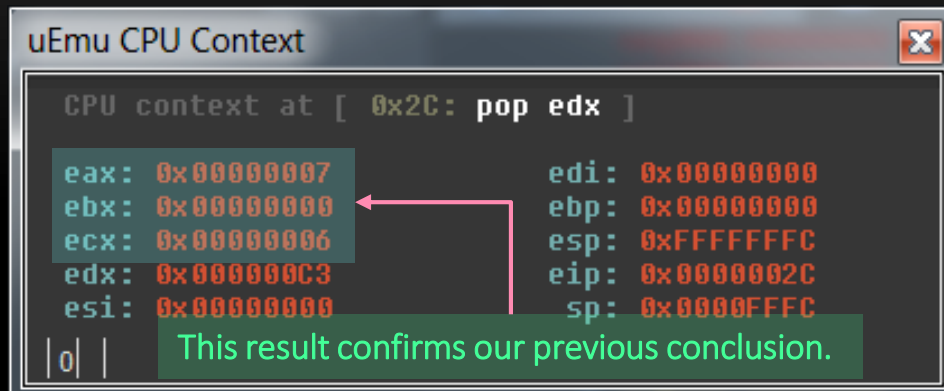 uEmu CPU Context
CPU context at [ 0x2C: pop edx ]
eax: 0x00000007 edi: 0x00000000
ebx: 0x00000000 ebp: 0x00000000
ecx: 0x00000006 esp: 0xFFFFFFFC
edx: 0x000000C3 eip: 0x0000002C
esi: 0x00000000 sp: 0x0000FFFC
|0| |
This result confirms our previous conclusion.